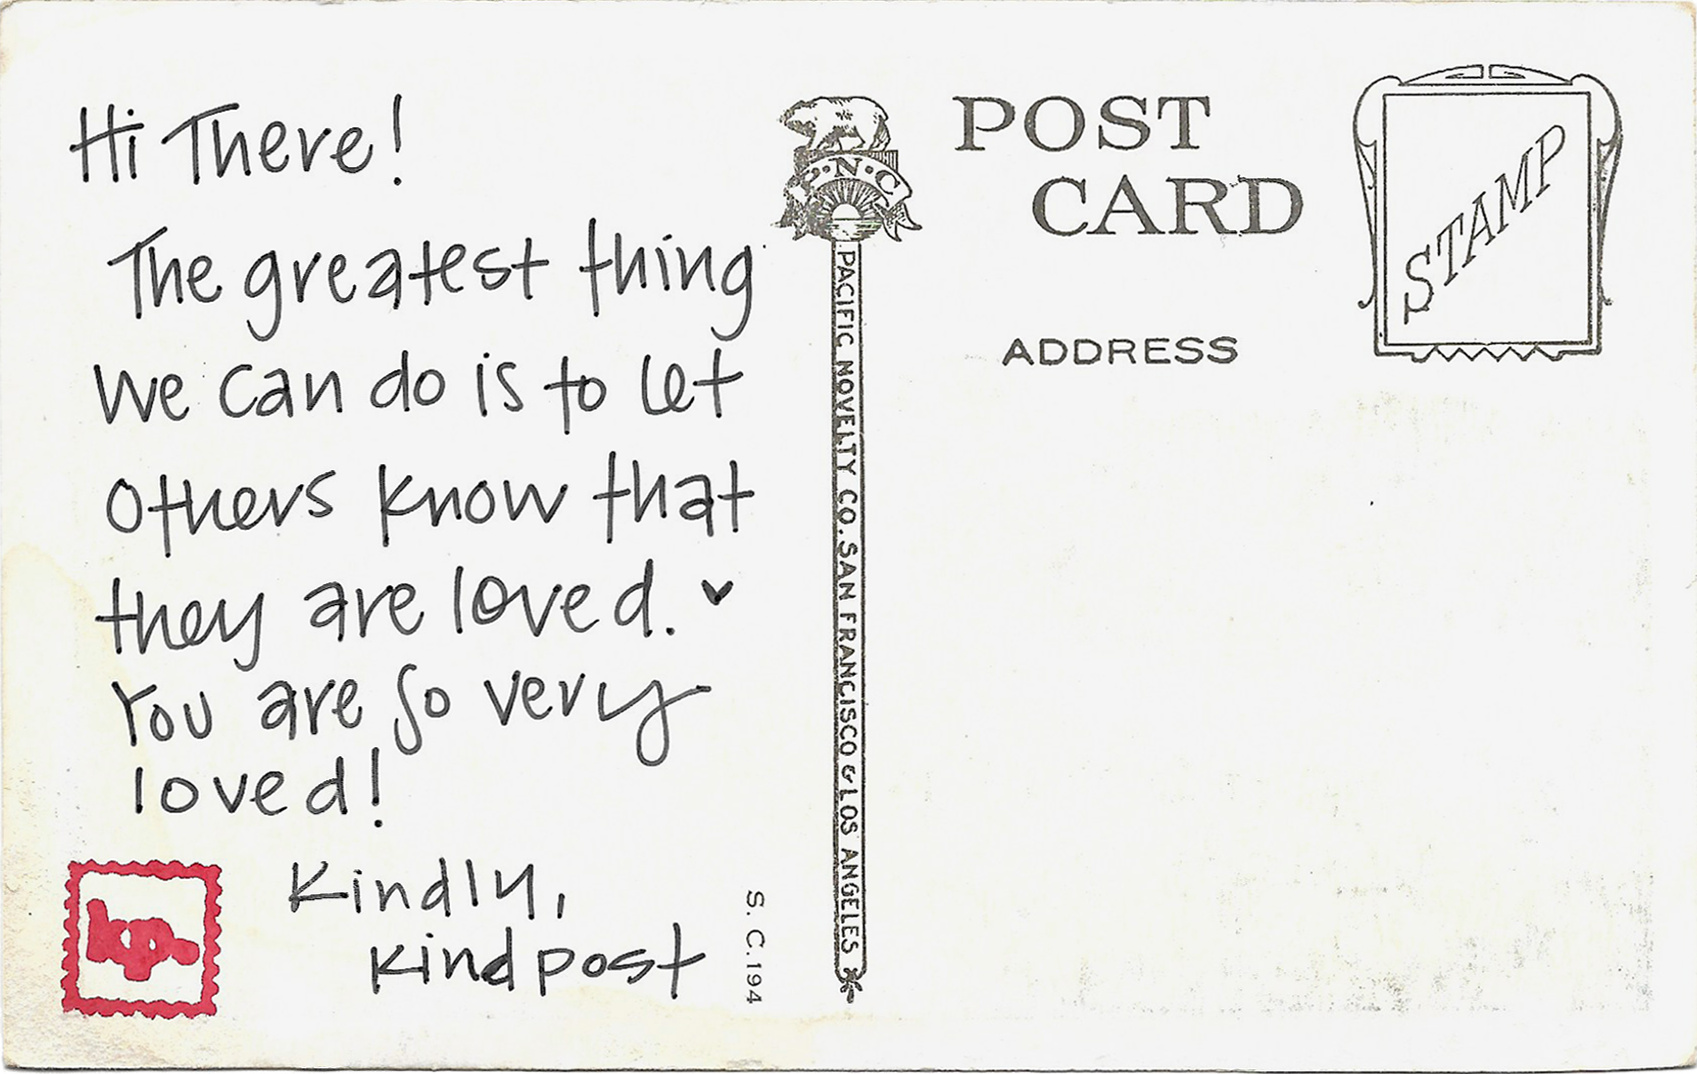 Hi There!
The greatest thing
we can do is to let
others know that
they are loved. ♥
You are so very
loved!
Kindly,
kindpost
kp.
S. C. 194
P·N·C
PACIFIC NOVELTY CO. SAN FRANCISCO & LOS ANGELES
POST
CARD
ADDRESS
STAMP